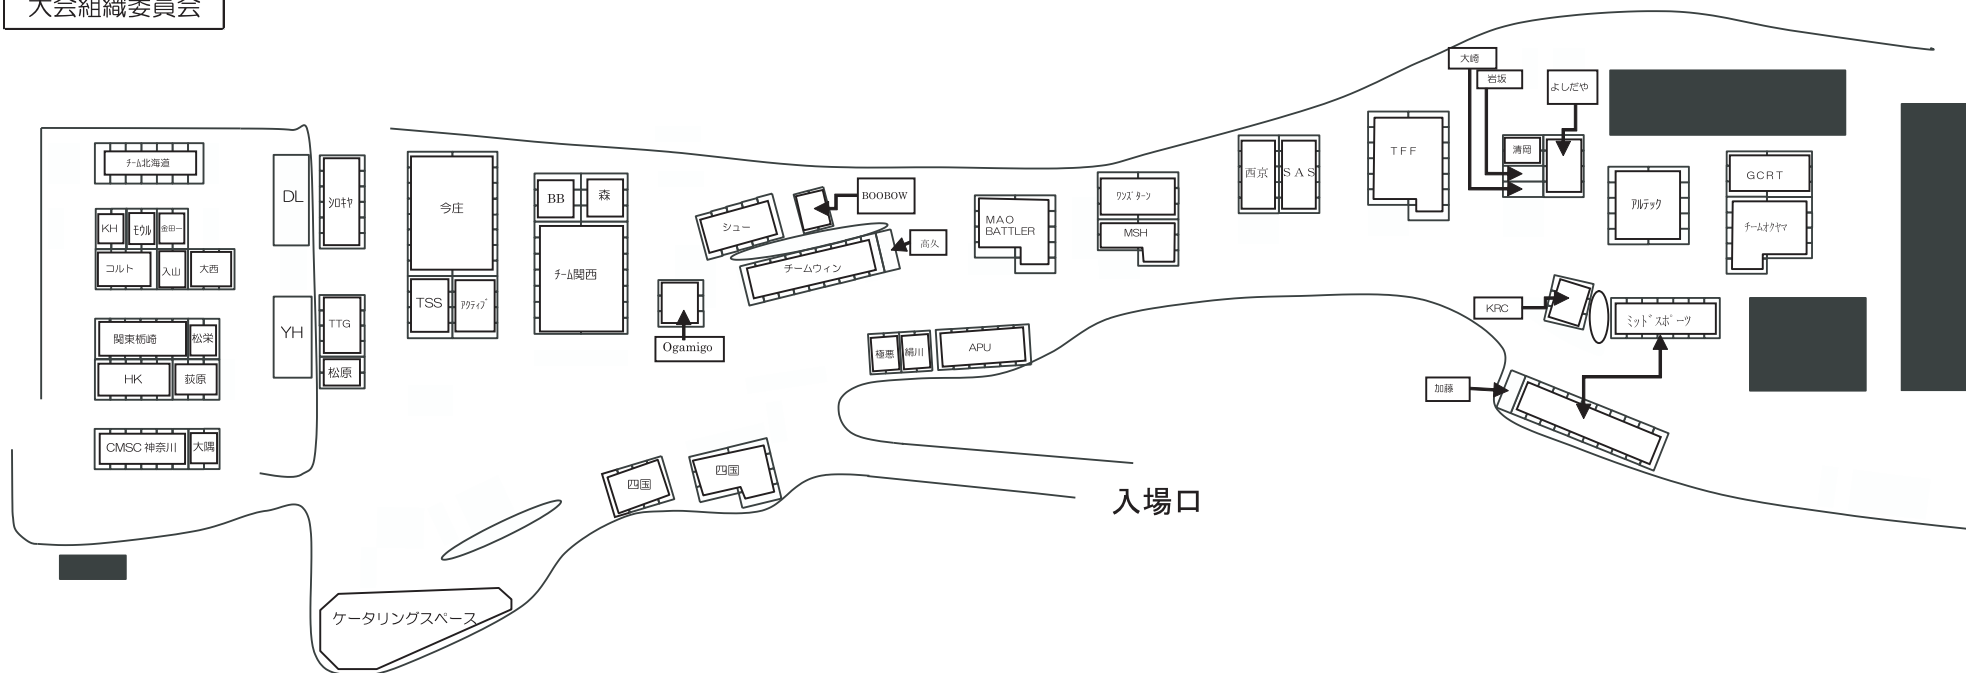 大会組織委員会
チーム北海道
KH
モウル
金田一
コルト
入山
大西
関東栃崎
松栄
HK
荻原
CMSC 神奈川
大隅
DL
YH
シロキヤ
TTG
松原
今庄
TSS
アクティブ
BB
森
チーム関西
Ogamigo
シュー
BOOBOW
高久
チームウィン
極悪
絹川
APU
四国
四国
ケータリングスペース
入場口
MAO
BATTLER
ワンズターン
MSH
西京
SAS
TFF
大崎
岩坂
よしだや
清岡
アルテック
GCRT
チームオクヤマ
KRC
ミッドスポーツ
加藤